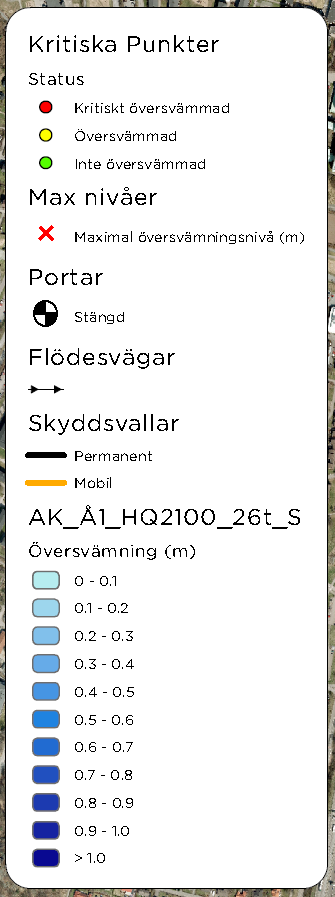 Kritiska Punkter
Status
Kritiskt översvämmad
Översvämmad
Inte översvämmad
Max nivåer
Maximal översvämningsnivå (m)
Portar
Stängd
Flödesvägar
Skyddsvallar
Permanent
Mobil
AK_Å1_HQ2100_26t_S
Översvämning (m)
0 - 0.1
0.1 - 0.2
0.2 - 0.3
0.3 - 0.4
0.4 - 0.5
0.5 - 0.6
0.6 - 0.7
0.7 - 0.8
0.8 - 0.9
0.9 - 1.0
> 1.0